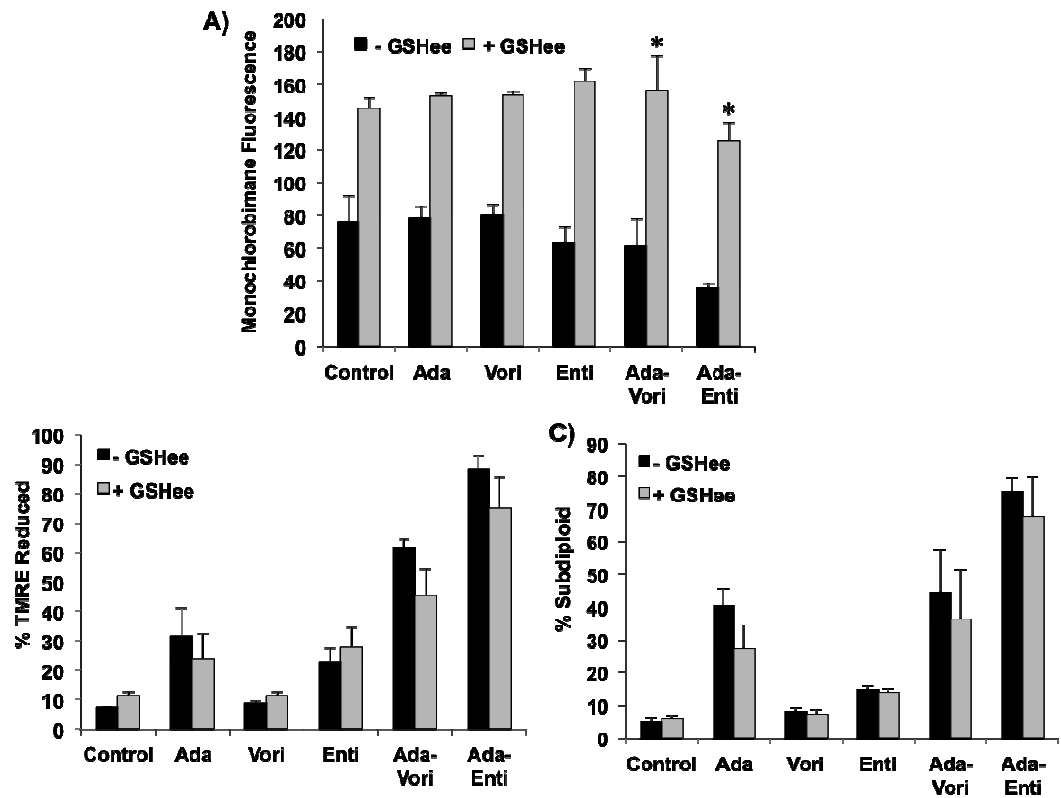 A)
200
180
160
140
120
100
80
60
40
20
0
Monochlorobimane Fluorescence
- GSHee + GSHee
*
*
Control Ada Vori Enti Ada-Vori Ada-Enti
100
90
80
70
60
50
40
30
20
10
0
% TMRE Reduced
- GSHee
+ GSHee
Control Ada Vori Enti Ada-Vori Ada-Enti
C)
90
80
70
60
50
40
30
20
10
0
% Subdiploid
- GSHee
+ GSHee
Control Ada Vori Enti Ada-Vori Ada-Enti